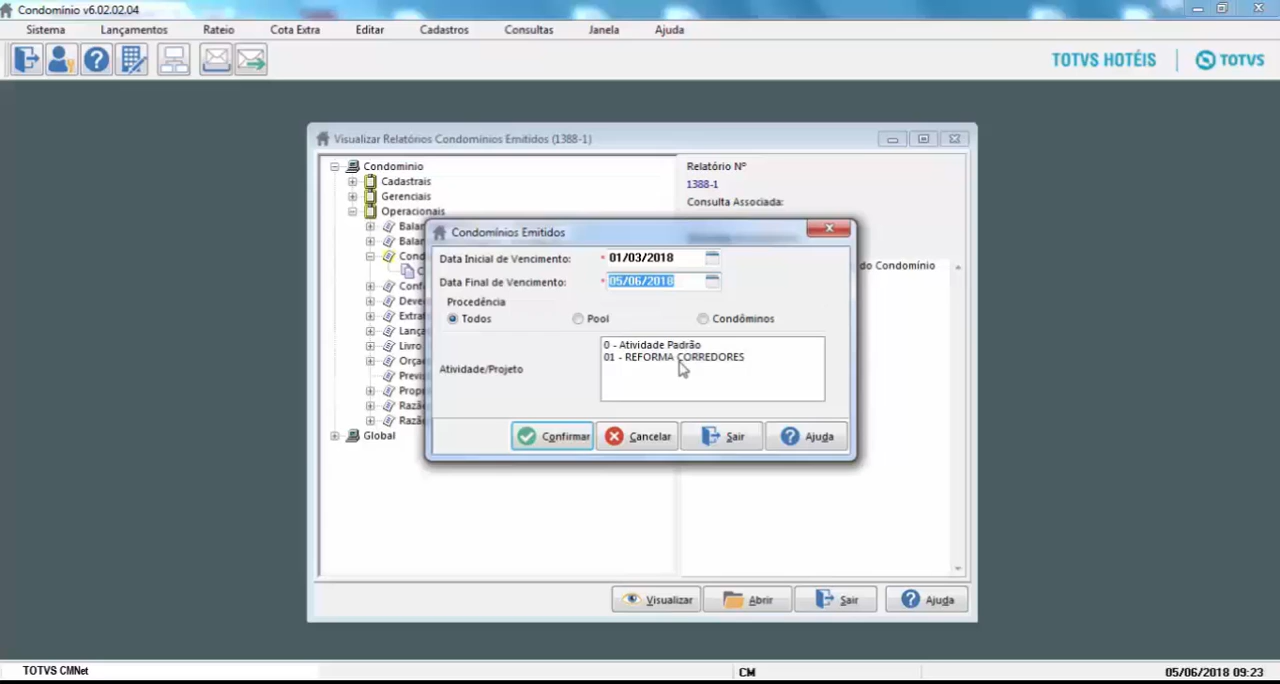 Condomínio v6.02.02.04
Sistema Lançamentos Rateio Cota Extra Editar Cadastros Consultas Janela Ajuda
TOTVS HOTÉIS TOTVS
Visualizar Relatórios Condomínios Emitidos (1388-1)
Condominio
Cadastrais
Gerenciais
Operacionais
Global
Relatório Nº
1388-1
Consulta Associada:
do Condomínio
Condomínios Emitidos
Data Inicial de Vencimento: * 01/03/2018
Data Final de Vencimento: * 05/06/2018
Procedência
Todos Pool Condôminos
Atividade/Projeto
0 - Atividade Padrão
01 - REFORMA CORREDORES
Confirmar Cancelar Sair Ajuda
Visualizar Abrir Sair Ajuda
TOTVS CMNet CM 05/06/2018 09:23